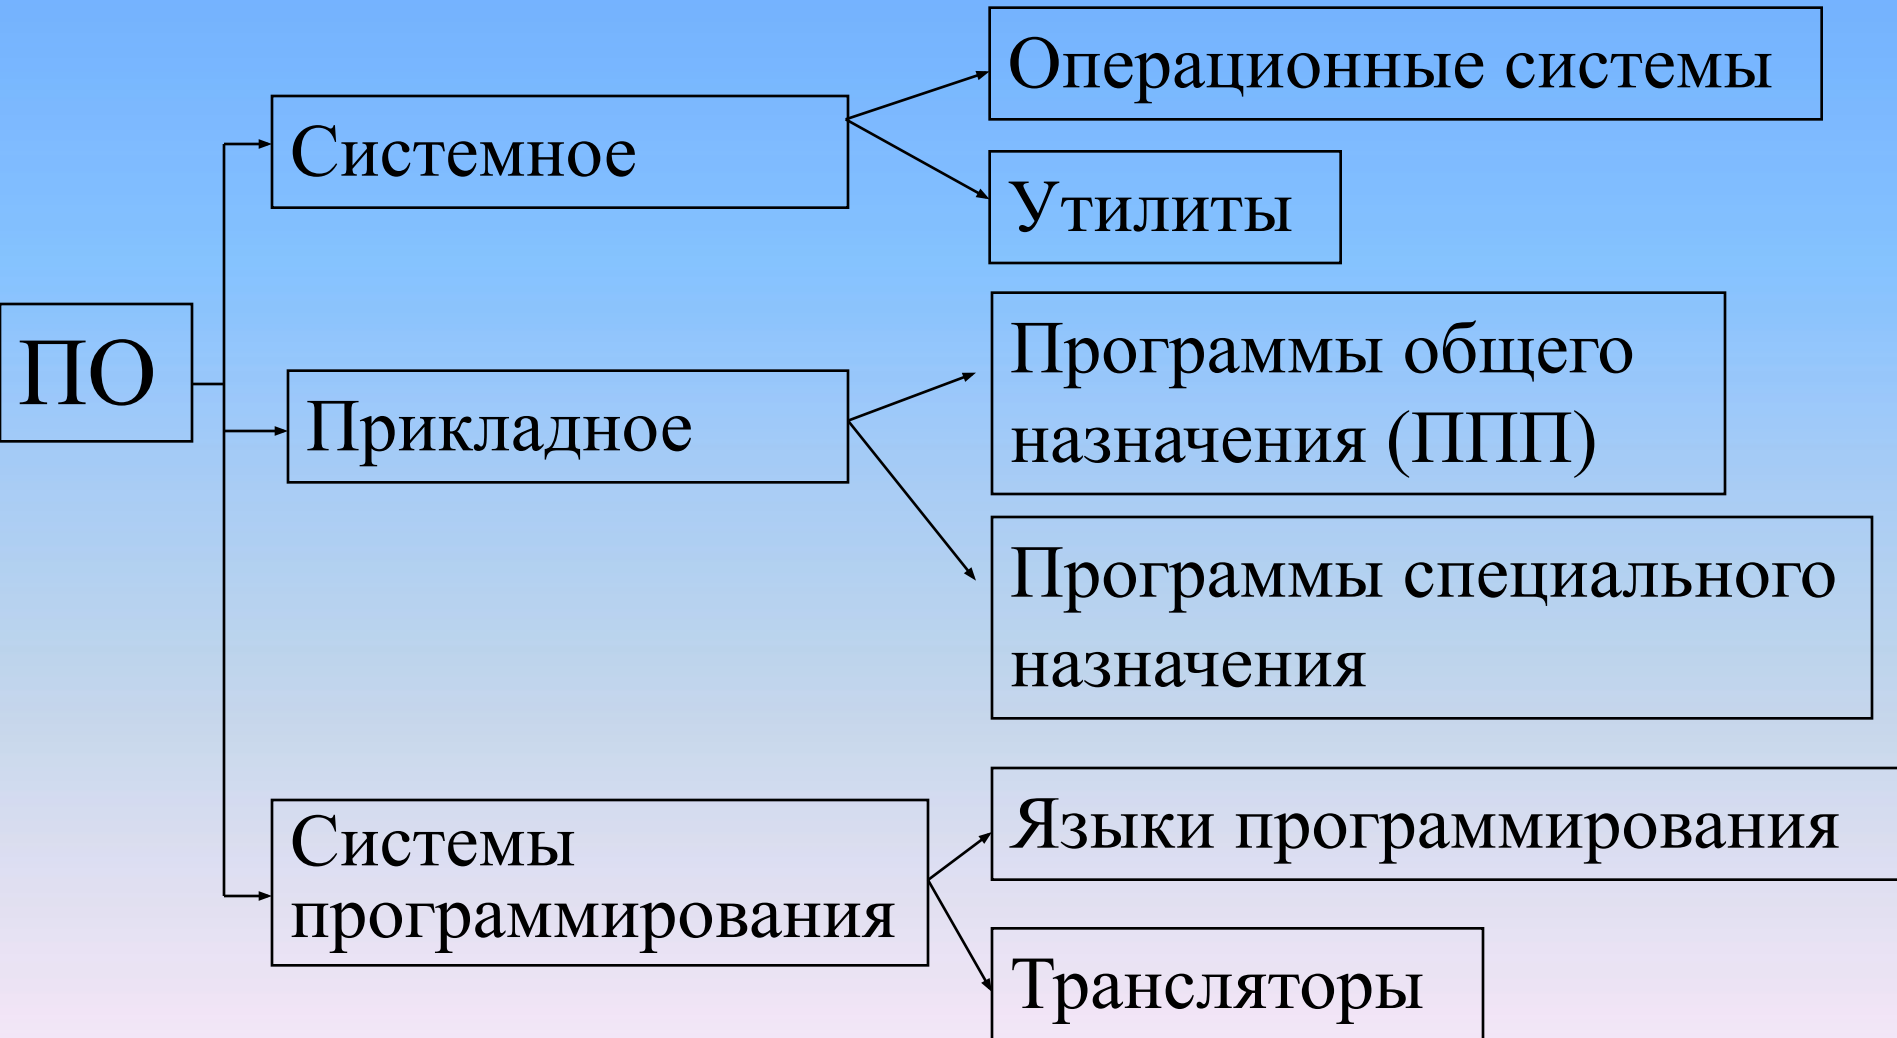 ПО
Системное
Операционные системы
Утилиты
Прикладное
Программы общего
назначения (ППП)
Программы специального
назначения
Системы
программирования
Языки программирования
Трансляторы